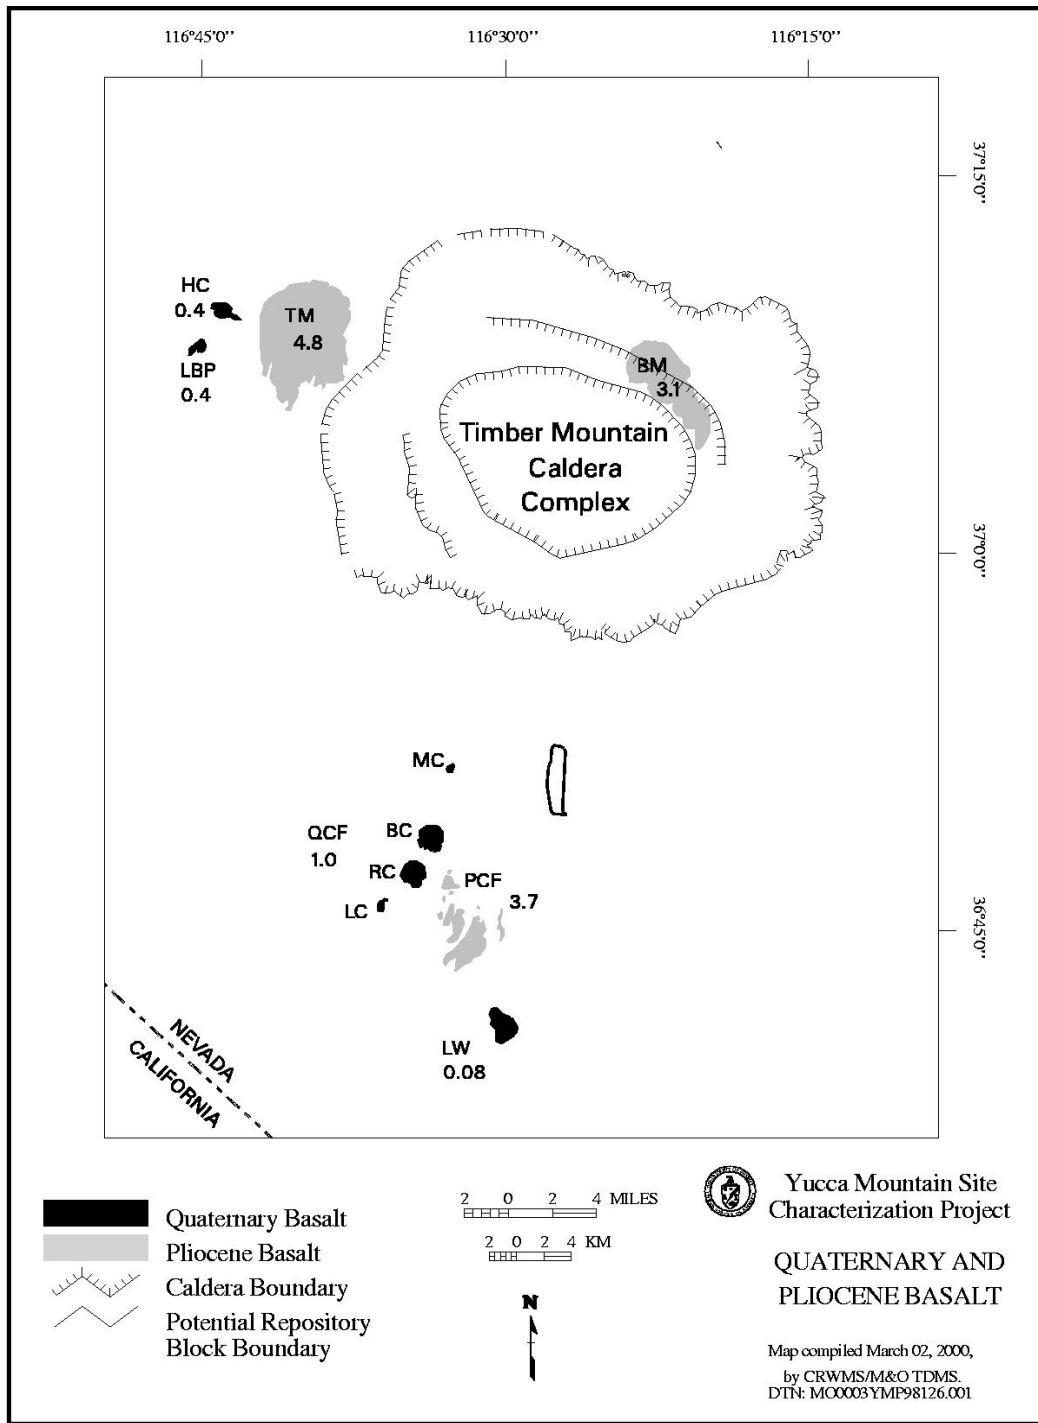 116°45'0"
116°30'0"
116°15'0"
37°15'0"
HC
0.4
TM
4.8
LBP
0.4
BM
3.1
Timber Mountain
Caldera
Complex
37°0'0"
MC
QCF
1.0
BC
RC
PCF
3.7
LC
36°45'0"
LW
0.08
NEVADA
CALIFORNIA
Quaternary Basalt
Pliocene Basalt
Caldera Boundary
Potential Repository
Block Boundary
2 0 2 4 MILES
2 0 2 4 KM
N
Yucca Mountain Site
Characterization Project
QUATERNARY AND
PLIOCENE BASALT
Map compiled March 02, 2000,
by CRWMS/M&O TDMS.
DTN: MO0003YMP98126.001